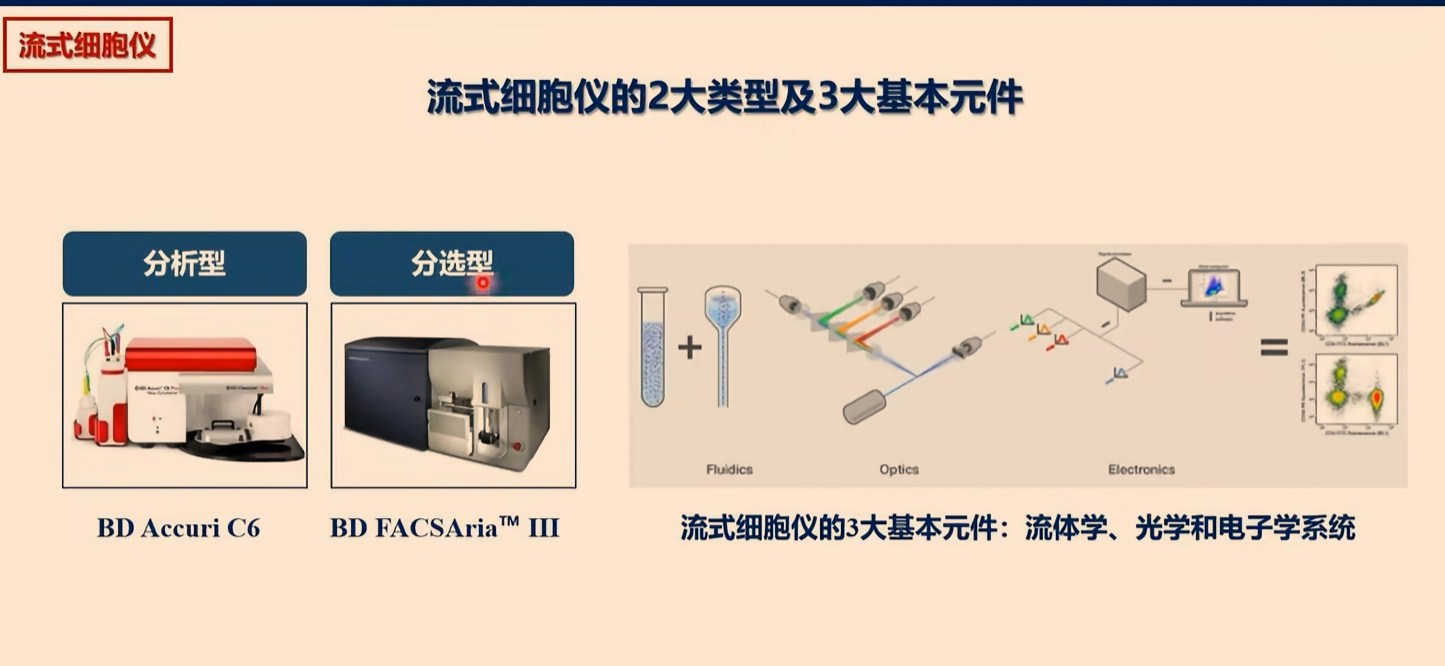 流式细胞仪
流式细胞仪的2大类型及3大基本元件
分析型
分选型
BD Accuri C6
BD FACSAria™ III
Fluidics
Optics
Electronics
流式细胞仪的3大基本元件：流体学、光学和电子学系统